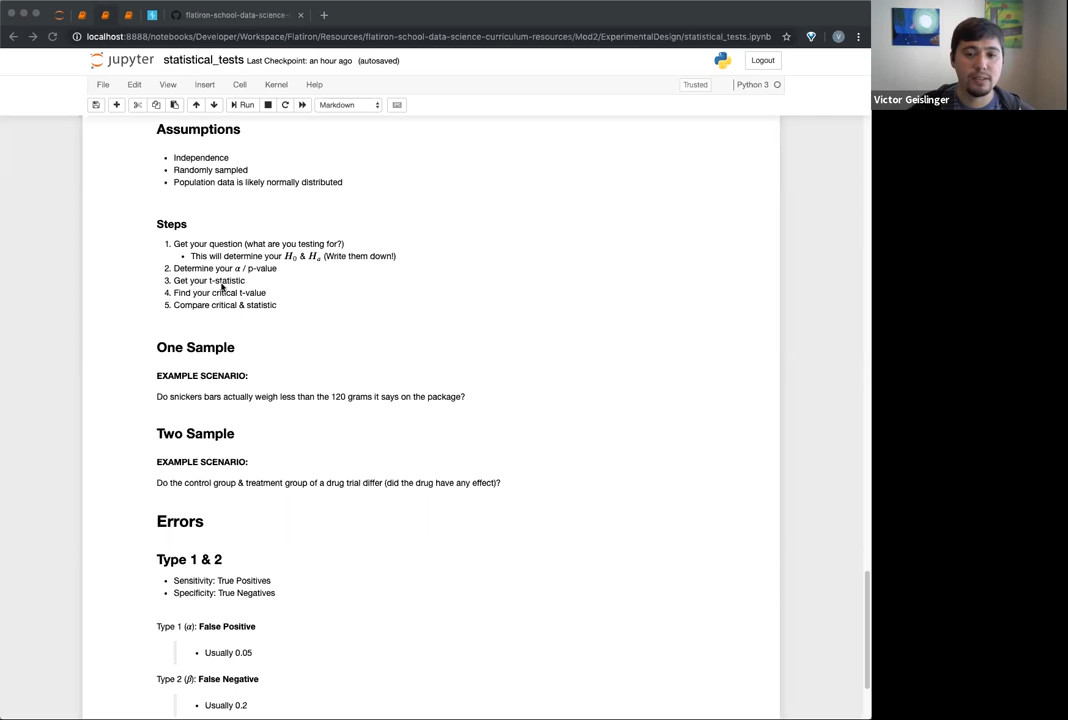 flatiron-school-data-science-
localhost:8888/notebooks/Developer/Workspace/Flatiron/Resources/flatiron-school-data-science-curriculum-resources/Mod2/ExperimentalDesign/statistical_tests.ipynb
V
jupyter statistical_tests Last Checkpoint: an hour ago (autosaved)
Logout
File Edit View Insert Cell Kernel Help
Trusted
Python 3
Run
Markdown
Victor Geislinger
Assumptions
• Independence
• Randomly sampled
• Population data is likely normally distributed
Steps
1. Get your question (what are you testing for?)
• This will determine your H₀ & Hₐ (Write them down!)
2. Determine your α / p-value
3. Get your t-statistic
4. Find your critical t-value
5. Compare critical & statistic
One Sample
EXAMPLE SCENARIO:
Do snickers bars actually weigh less than the 120 grams it says on the package?
Two Sample
EXAMPLE SCENARIO:
Do the control group & treatment group of a drug trial differ (did the drug have any effect)?
Errors
Type 1 & 2
• Sensitivity: True Positives
• Specificity: True Negatives
Type 1 (α): False Positive
• Usually 0.05
Type 2 (β): False Negative
• Usually 0.2